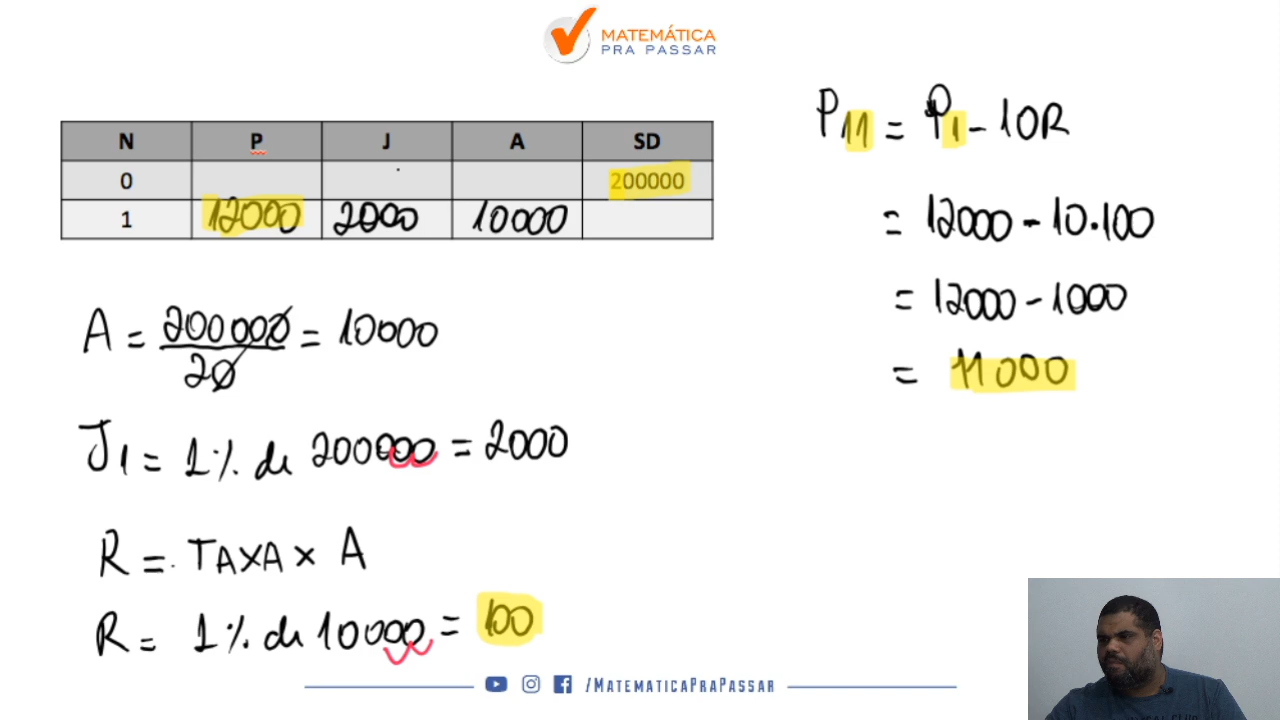 MATEMÁTICA
PRA PASSAR
N P J A SD
0 200000
1 12000 2000 10000
A = 200000/20 = 10000
J1 = 1% de 200000 = 2000
R = TAXA × A
R = 1% de 10000 = 100
P11 = P1 - 10R
= 12000 - 10.100
= 12000 - 1000
= 11000
/MATEMATICAPRAPASSAR